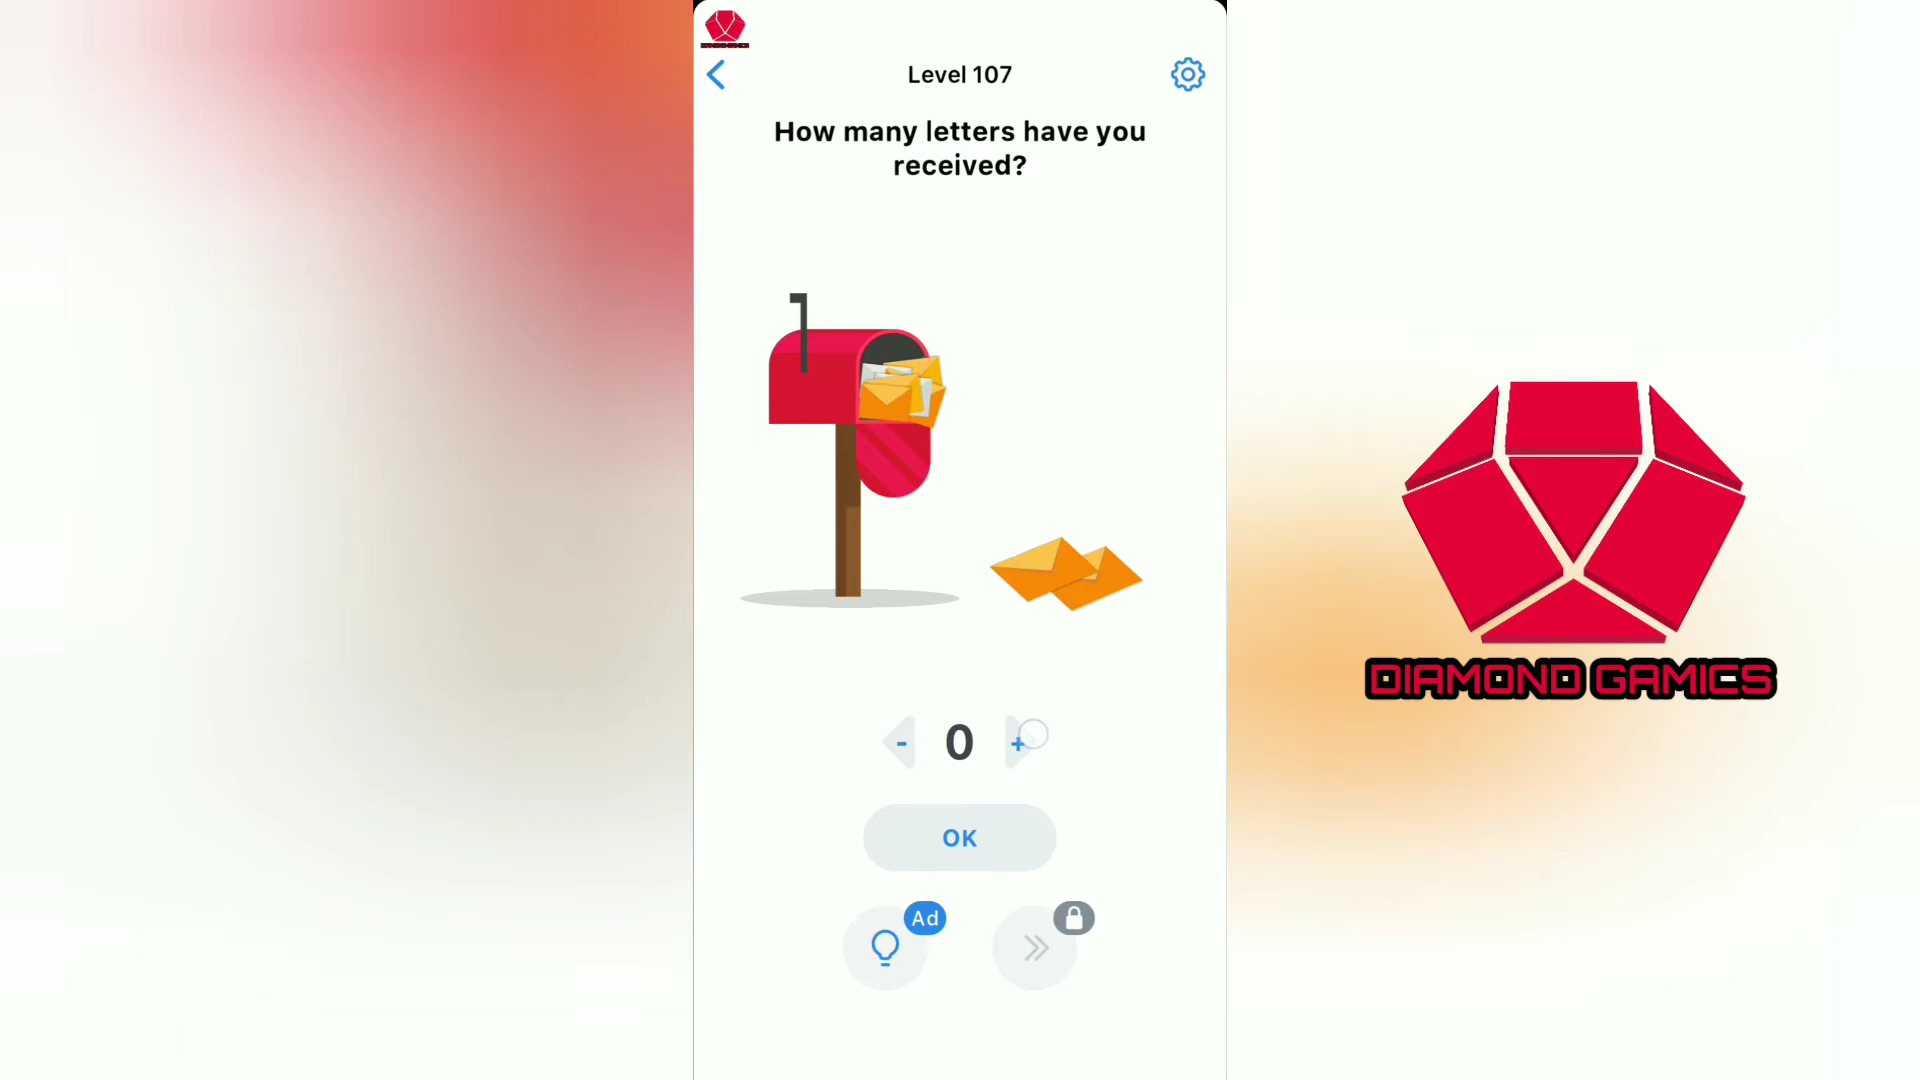 Level 107
How many letters have you
received?
- 0 +
OK
Ad
DIAMOND GAMICS